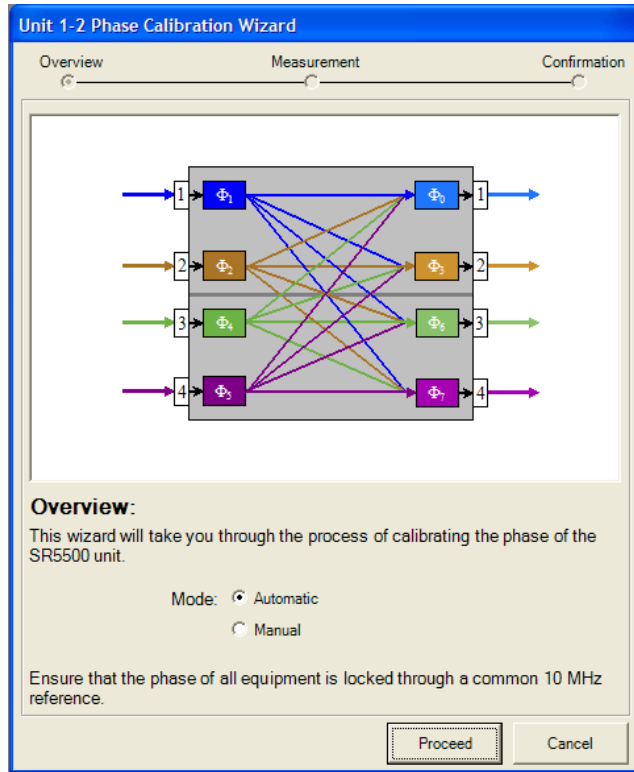 Unit 1-2 Phase Calibration Wizard
Overview Measurement Confirmation
1 Φ₁ Φ₀ 1
2 Φ₂ Φ₃ 2
3 Φ₄ Φ₆ 3
4 Φ₅ Φ₇ 4
Overview:
This wizard will take you through the process of calibrating the phase of the
SR5500 unit.
Mode: Automatic
Manual
Ensure that the phase of all equipment is locked through a common 10 MHz
reference.
Proceed Cancel